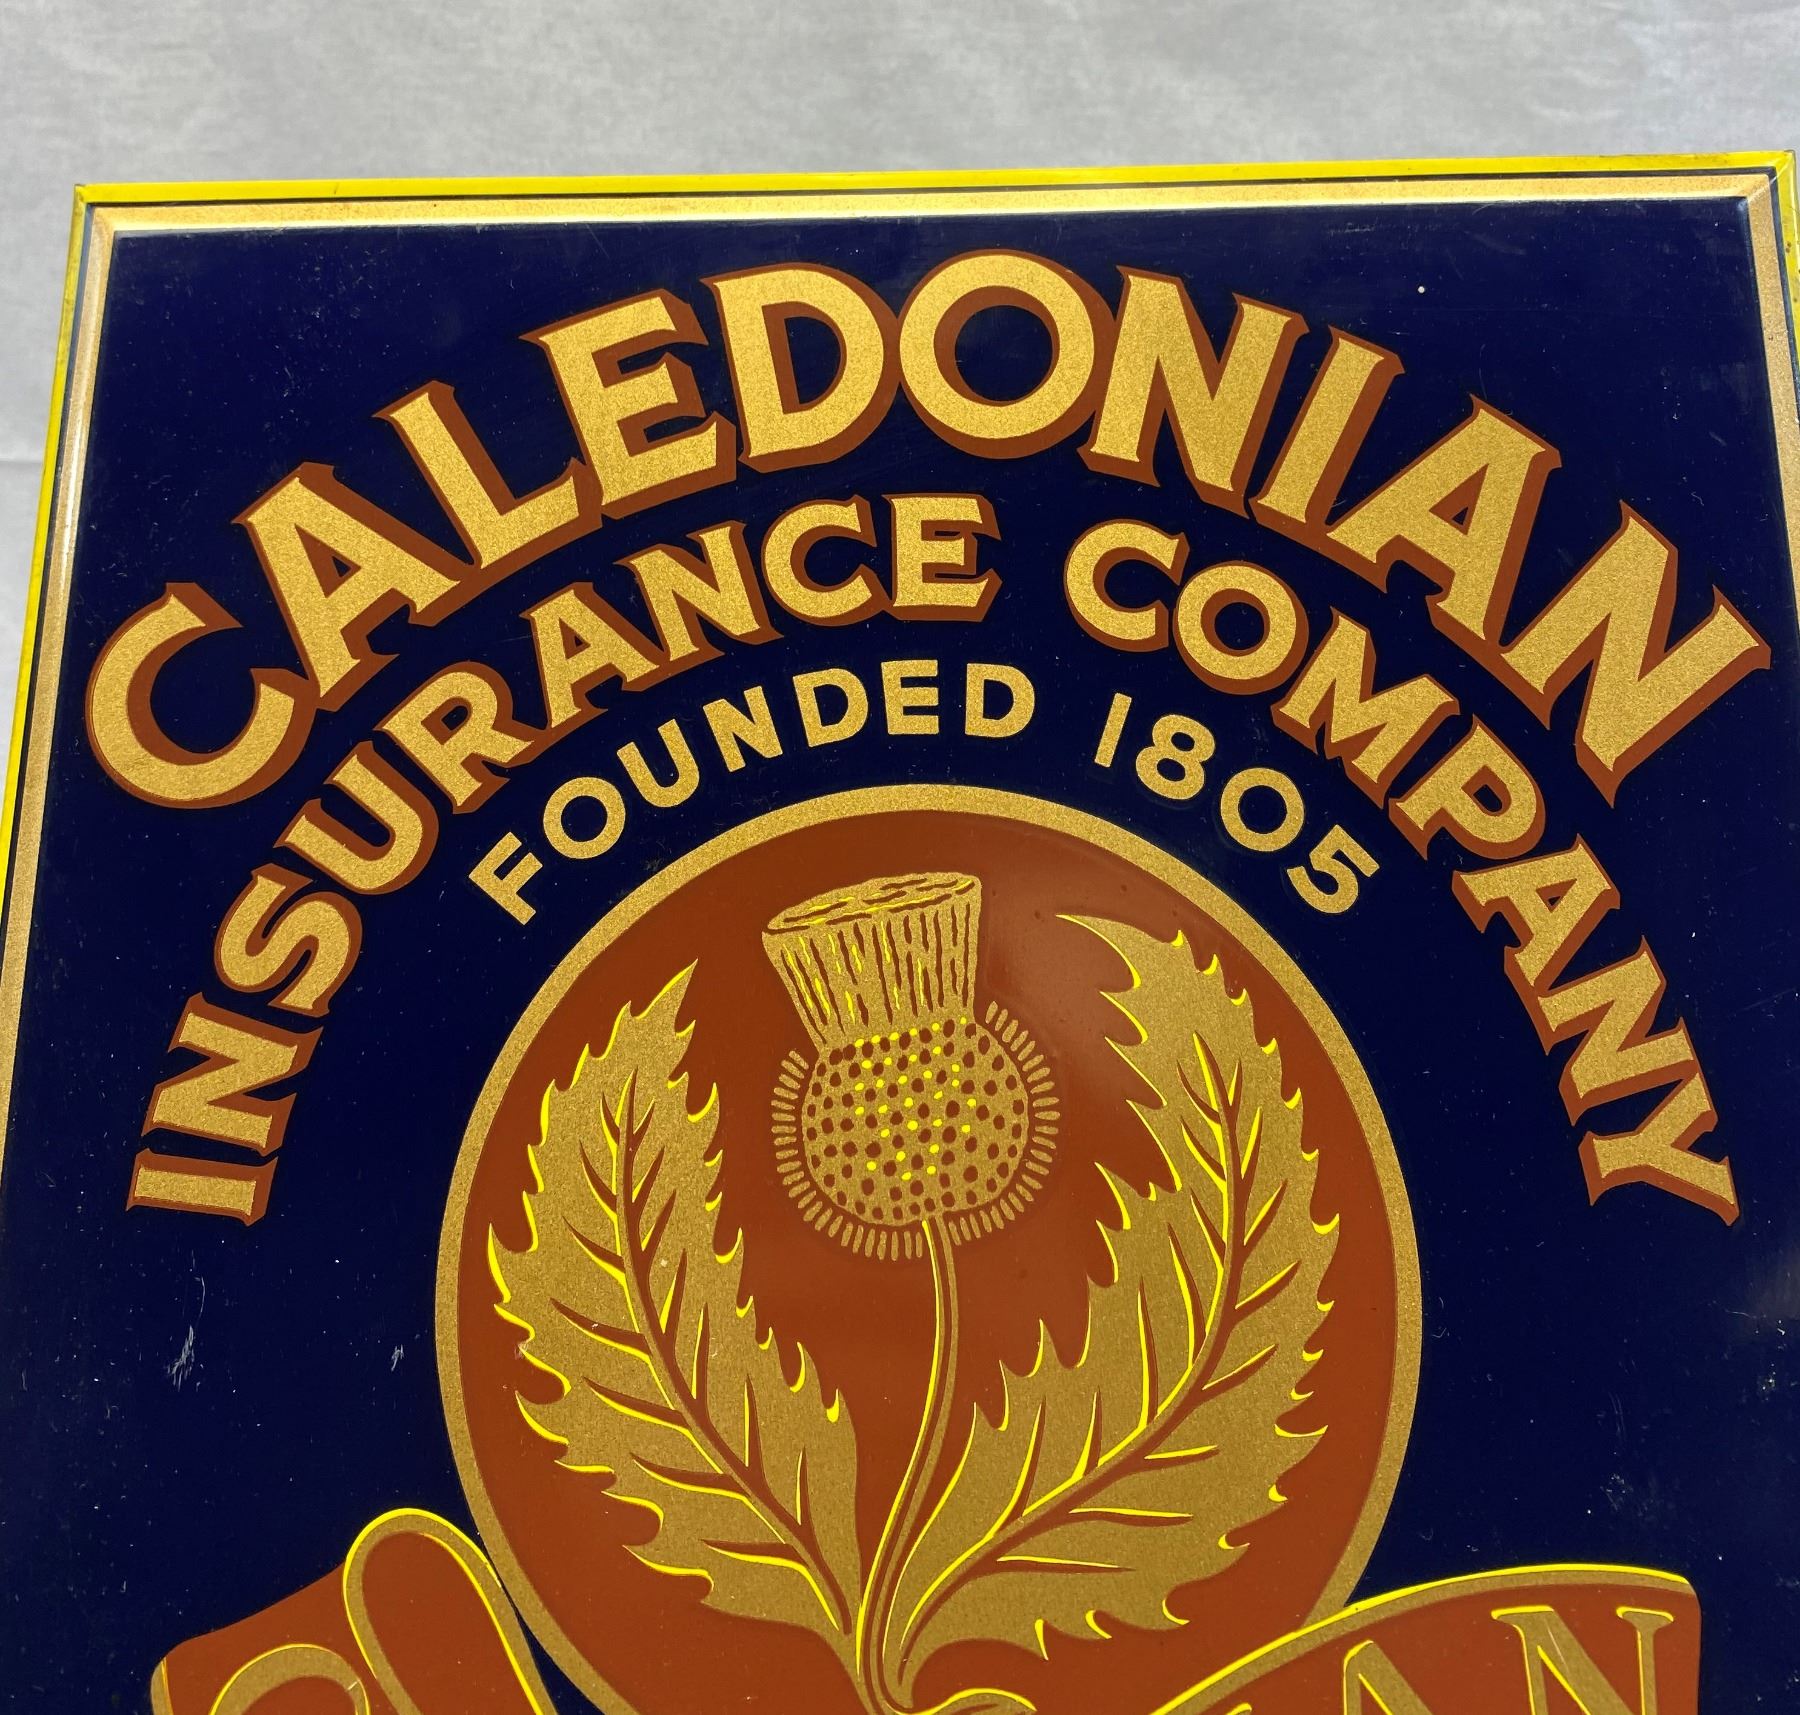 CALEDONIAN
INSURANCE COMPANY
FOUNDED 1805